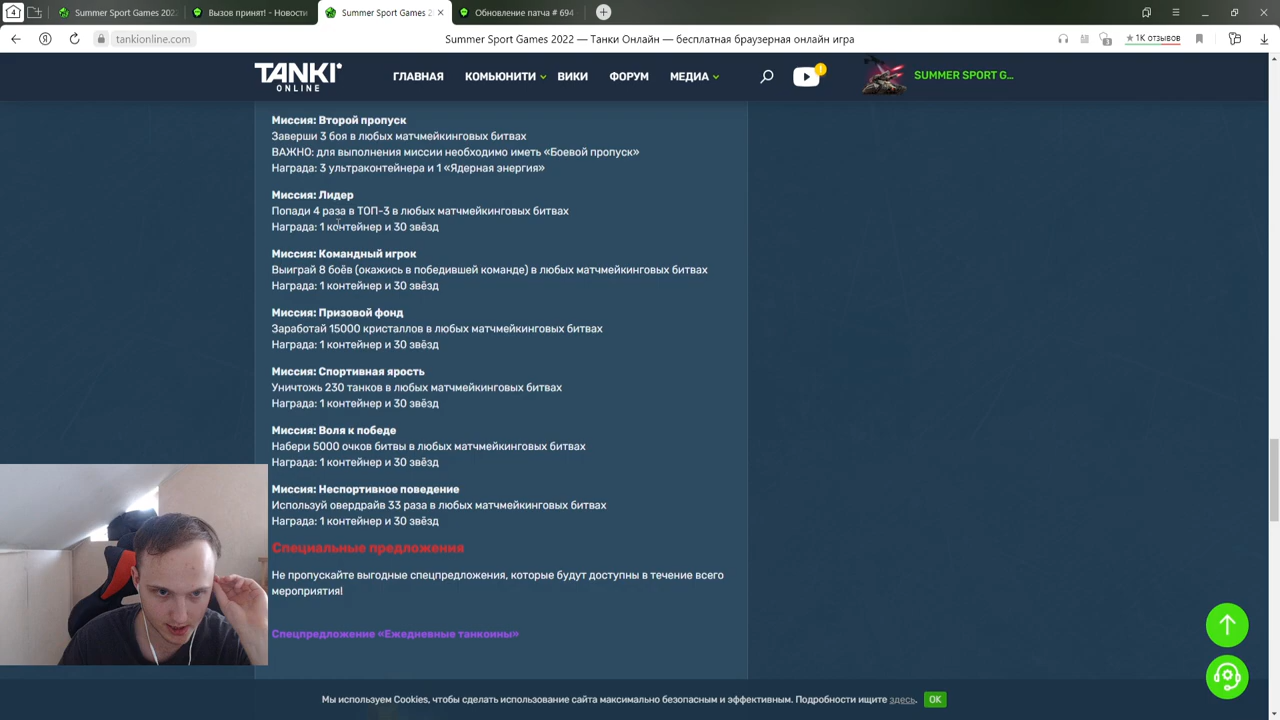 4
Summer Sport Games 2022
Вызов принят! - Новости
Summer Sport Games 2
Обновление патча # 694
tankionline.com
Summer Sport Games 2022 — Танки Онлайн — бесплатная браузерная онлайн игра
1K отзывов
TANKI
ONLINE
ГЛАВНАЯ
КОМЬЮНИТИ
ВИКИ
ФОРУМ
МЕДИА
SUMMER SPORT G...
Миссия: Второй пропуск
Заверши 3 боя в любых матчмейкинговых битвах
ВАЖНО: для выполнения миссии необходимо иметь «Боевой пропуск»
Награда: 3 ультраконтейнера и 1 «Ядерная энергия»
Миссия: Лидер
Попади 4 раза в ТОП-3 в любых матчмейкинговых битвах
Награда: 1 контейнер и 30 звёзд
Миссия: Командный игрок
Выиграй 8 боёв (окажись в победившей команде) в любых матчмейкинговых битвах
Награда: 1 контейнер и 30 звёзд
Миссия: Призовой фонд
Заработай 15000 кристаллов в любых матчмейкинговых битвах
Награда: 1 контейнер и 30 звёзд
Миссия: Спортивная ярость
Уничтожь 230 танков в любых матчмейкинговых битвах
Награда: 1 контейнер и 30 звёзд
Миссия: Воля к победе
Набери 5000 очков битвы в любых матчмейкинговых битвах
Награда: 1 контейнер и 30 звёзд
Миссия: Неспортивное поведение
Используй овердрайв 33 раза в любых матчмейкинговых битвах
Награда: 1 контейнер и 30 звёзд
Специальные предложения
Не пропускайте выгодные спецпредложения, которые будут доступны в течение всего
мероприятия!
Спецпредложение «Ежедневные танкоины»
Мы используем Cookies, чтобы сделать использование сайта максимально безопасным и эффективным. Подробности ищите здесь.
OK